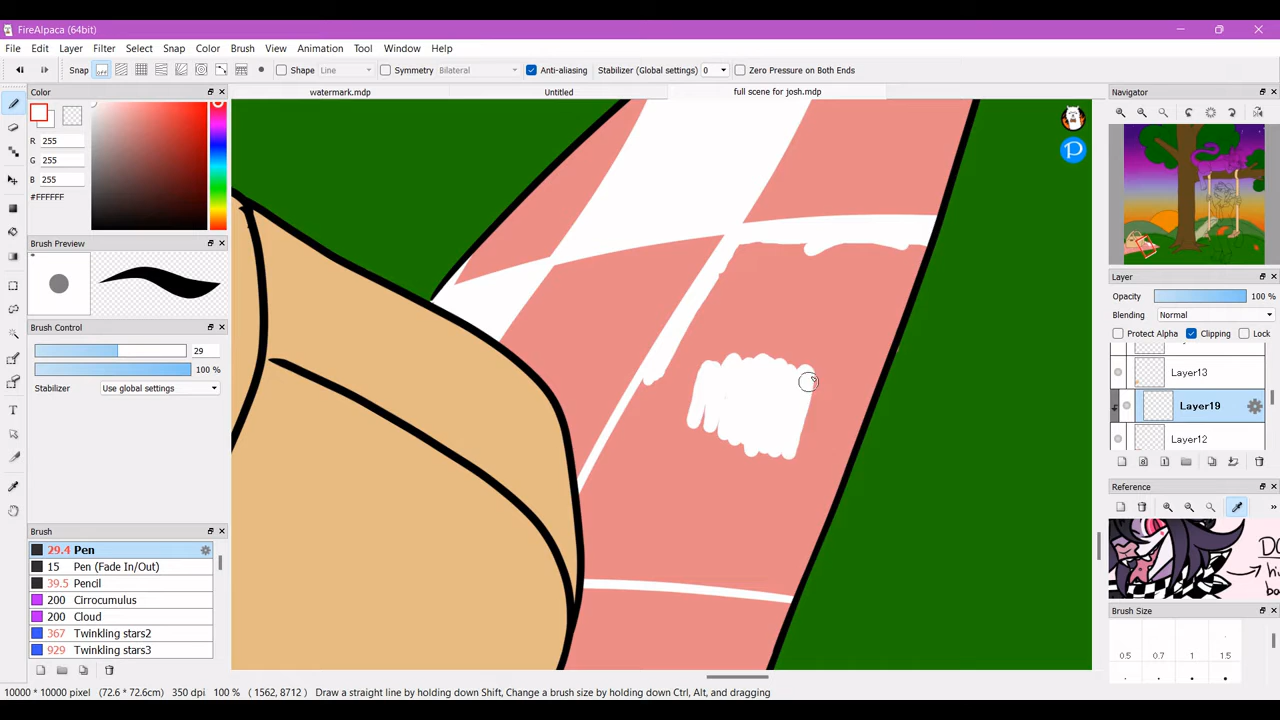 FireAlpaca (64bit)
File Edit Layer Filter Select Snap Color Brush View Animation Tool Window Help
Snap Shape Line Symmetry Bilateral Anti-aliasing Stabilizer (Global settings) 0 Zero Pressure on Both Ends
Color
watermark.mdp Untitled full scene for josh.mdp
Navigator
R 255
G 255
B 255
#FFFFFF
Brush Preview
Brush Control
29
100 %
Stabilizer Use global settings
Layer
Opacity 100 %
Blending Normal
Protect Alpha Clipping Lock
Layer13
Layer19
Layer12
Reference
Brush
29.4 Pen
15 Pen (Fade In/Out)
39.5 Pencil
200 Cirrocumulus
200 Cloud
367 Twinkling stars2
929 Twinkling stars3
Brush Size
0.5 0.7 1 1.5
10000 * 10000 pixel (72.6 * 72.6cm) 350 dpi 100 % ( 1562, 8712 ) Draw a straight line by holding down Shift, Change a brush size by holding down Ctrl, Alt, and dragging